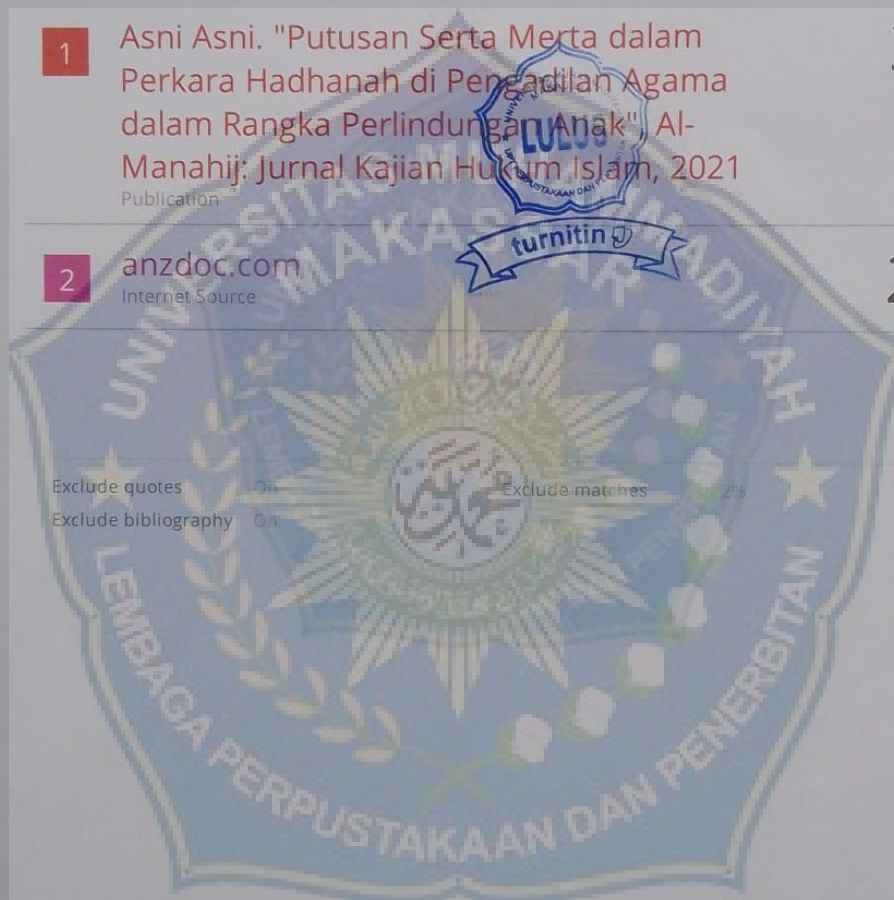 1
Asni Asni. "Putusan Serta Merta dalam
Perkara Hadhanah di Pengadilan Agama
dalam Rangka Perlindungan Anak", Al-
Manahij: Jurnal Kajian Hukum Islam, 2021
Publication
LULUS
turnitin
2
anzdoc.com
Internet Source
UNIVERSITAS MUHAMMADIYAH
MAKASSAR
Exclude quotes On
Exclude matches 2%
Exclude bibliography On
LEMBAGA PERPUSTAKAAN DAN PENERBITAN